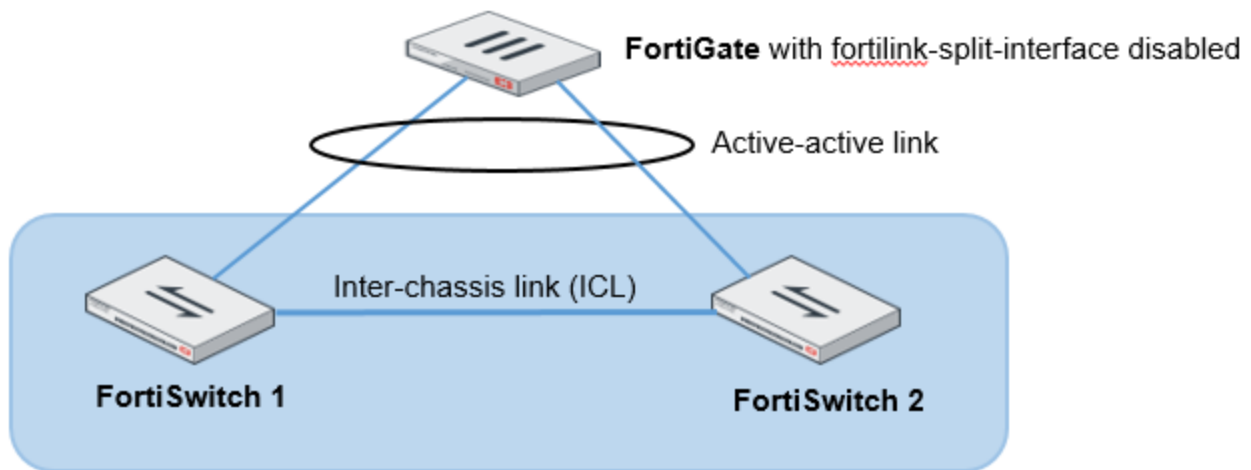 FortiGate with fortilink-split-interface disabled
Active-active link
Inter-chassis link (ICL)
FortiSwitch 1
FortiSwitch 2